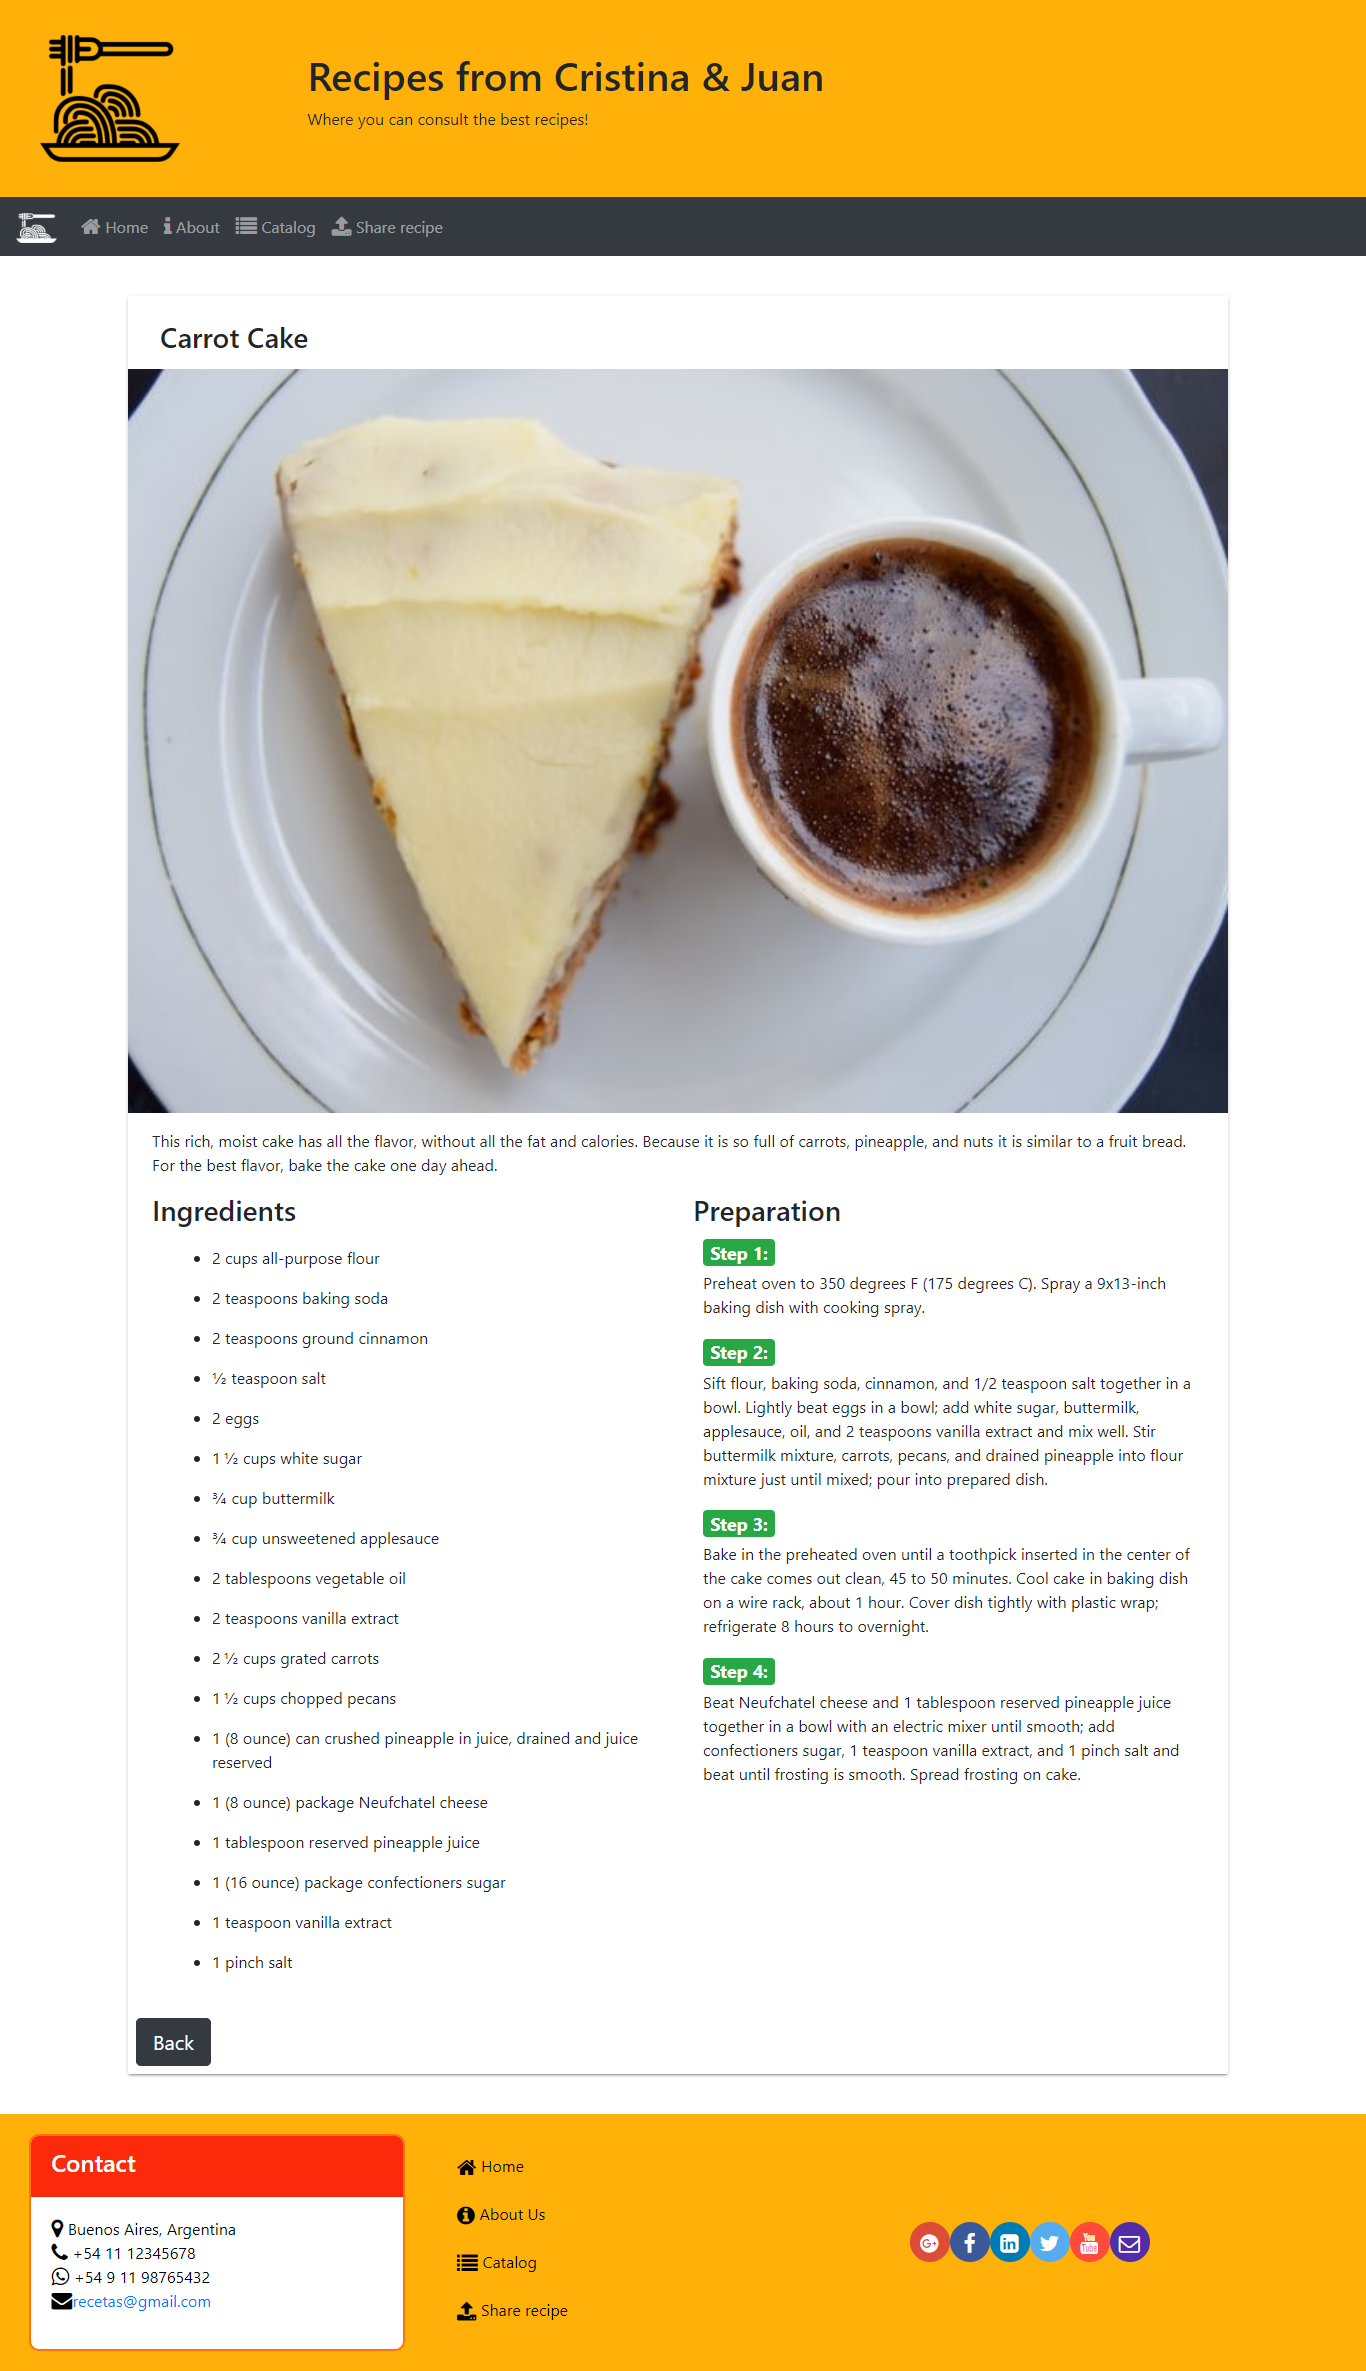 Recipes from Cristina & Juan
Where you can consult the best recipes!
Home About Catalog Share recipe
Carrot Cake
This rich, moist cake has all the flavor, without all the fat and calories. Because it is so full of carrots, pineapple, and nuts it is similar to a fruit bread.
For the best flavor, bake the cake one day ahead.
Ingredients
• 2 cups all-purpose flour
• 2 teaspoons baking soda
• 2 teaspoons ground cinnamon
• ½ teaspoon salt
• 2 eggs
• 1 ½ cups white sugar
• ¾ cup buttermilk
• ¾ cup unsweetened applesauce
• 2 tablespoons vegetable oil
• 2 teaspoons vanilla extract
• 2 ½ cups grated carrots
• 1 ½ cups chopped pecans
• 1 (8 ounce) can crushed pineapple in juice, drained and juice
reserved
• 1 (8 ounce) package Neufchatel cheese
• 1 tablespoon reserved pineapple juice
• 1 (16 ounce) package confectioners sugar
• 1 teaspoon vanilla extract
• 1 pinch salt
Preparation
Step 1:
Preheat oven to 350 degrees F (175 degrees C). Spray a 9x13-inch
baking dish with cooking spray.
Step 2:
Sift flour, baking soda, cinnamon, and 1/2 teaspoon salt together in a
bowl. Lightly beat eggs in a bowl; add white sugar, buttermilk,
applesauce, oil, and 2 teaspoons vanilla extract and mix well. Stir
buttermilk mixture, carrots, pecans, and drained pineapple into flour
mixture just until mixed; pour into prepared dish.
Step 3:
Bake in the preheated oven until a toothpick inserted in the center of
the cake comes out clean, 45 to 50 minutes. Cool cake in baking dish
on a wire rack, about 1 hour. Cover dish tightly with plastic wrap;
refrigerate 8 hours to overnight.
Step 4:
Beat Neufchatel cheese and 1 tablespoon reserved pineapple juice
together in a bowl with an electric mixer until smooth; add
confectioners sugar, 1 teaspoon vanilla extract, and 1 pinch salt and
beat until frosting is smooth. Spread frosting on cake.
Back
Contact
Buenos Aires, Argentina
+54 11 12345678
+54 9 11 98765432
recetas@gmail.com
Home
About Us
Catalog
Share recipe
G+ f in You Tube